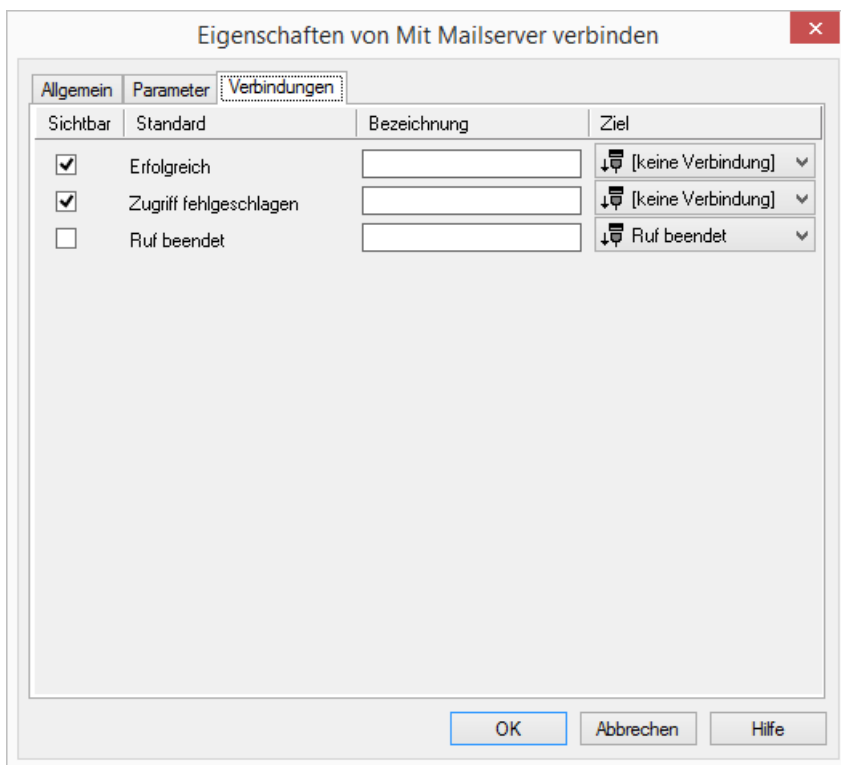 Eigenschaften von Mit Mailserver verbinden
Allgemein Parameter Verbindungen
Sichtbar Standard Bezeichnung Ziel
Erfolgreich [keine Verbindung]
Zugriff fehlgeschlagen [keine Verbindung]
Ruf beendet Ruf beendet
OK Abbrechen Hilfe